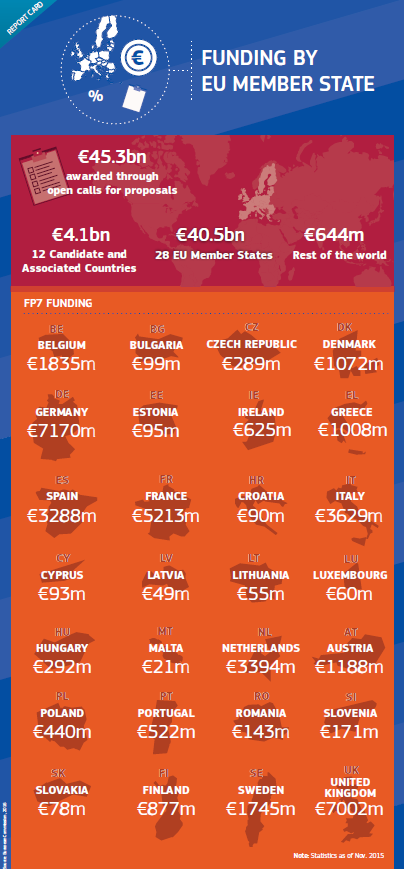 REPORT CARD
€
%
FUNDING BY
EU MEMBER STATE
€45.3bn
awarded through
open calls for proposals
€4.1bn
12 Candidate and
Associated Countries
€40.5bn
28 EU Member States
€644m
Rest of the world
FP7 FUNDING
BE
BELGIUM
€1835m
BG
BULGARIA
€99m
CZ
CZECH REPUBLIC
€289m
DK
DENMARK
€1072m
DE
GERMANY
€7170m
EE
ESTONIA
€95m
IE
IRELAND
€625m
EL
GREECE
€1008m
ES
SPAIN
€3288m
FR
FRANCE
€5213m
HR
CROATIA
€90m
IT
ITALY
€3629m
CY
CYPRUS
€93m
LV
LATVIA
€49m
LT
LITHUANIA
€55m
LU
LUXEMBOURG
€60m
HU
HUNGARY
€292m
MT
MALTA
€21m
NL
NETHERLANDS
€3394m
AT
AUSTRIA
€1188m
PL
POLAND
€440m
PT
PORTUGAL
€522m
RO
ROMANIA
€143m
SI
SLOVENIA
€171m
SK
SLOVAKIA
€78m
FI
FINLAND
€877m
SE
SWEDEN
€1745m
UK
UNITED
KINGDOM
€7002m
Note: Statistics as of Nov. 2015
European Commission,